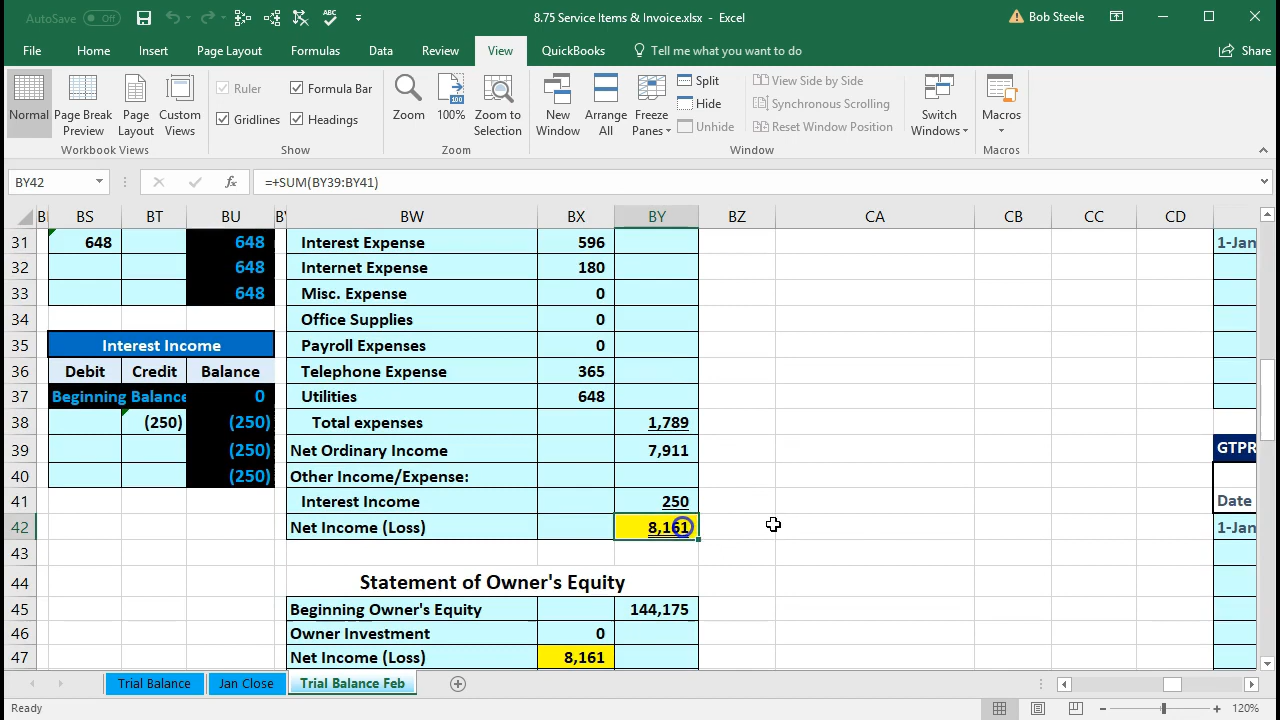 AutoSave Off 8.75 Service Items & Invoice.xlsx - Excel Bob Steele
File Home Insert Page Layout Formulas Data Review View QuickBooks Tell me what you want to do Share
Normal Page Break Preview Page Layout Custom Views
Ruler Formula Bar
Gridlines Headings
Zoom 100% Zoom to Selection
New Window Arrange All Freeze Panes
Split
Hide
Unhide
View Side by Side
Synchronous Scrolling
Reset Window Position
Switch Windows Macros
Workbook Views Show Zoom Window Macros
BY42 fx =+SUM(BY39:BY41)
BS BT BU BW BX BY BZ CA CB CC CD
31 648 648 Interest Expense 596 1-Jan
32 648 Internet Expense 180
33 648 Misc. Expense 0
34 Office Supplies 0
35 Interest Income Payroll Expenses 0
36 Debit Credit Balance Telephone Expense 365
37 Beginning Balance 0 Utilities 648
38 (250) (250) Total expenses 1,789
39 (250) Net Ordinary Income 7,911 GTPR
40 (250) Other Income/Expense:
41 Interest Income 250 Date
42 Net Income (Loss) 8,161 1-Jan
43
44 Statement of Owner's Equity
45 Beginning Owner's Equity 144,175
46 Owner Investment 0
47 Net Income (Loss) 8,161
Trial Balance Jan Close Trial Balance Feb
Ready 120%